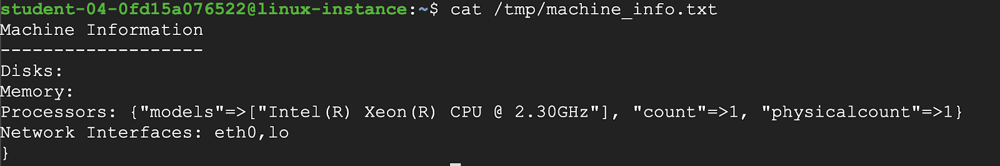 student-04-0fd15a076522@linux-instance:~$ cat /tmp/machine_info.txt
Machine Information
-------------------
Disks:
Memory:
Processors: {"models"=>["Intel(R) Xeon(R) CPU @ 2.30GHz"], "count"=>1, "physicalcount"=>1}
Network Interfaces: eth0,lo
}